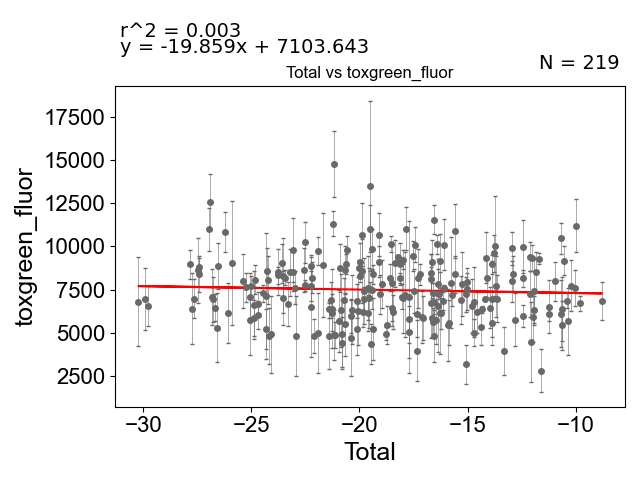 r^2 = 0.003
y = -19.859x + 7103.643
N = 219
Total vs toxgreen_fluor
17500
15000
12500
10000
7500
5000
2500
toxgreen_fluor
−30 −25 −20 −15 −10
Total